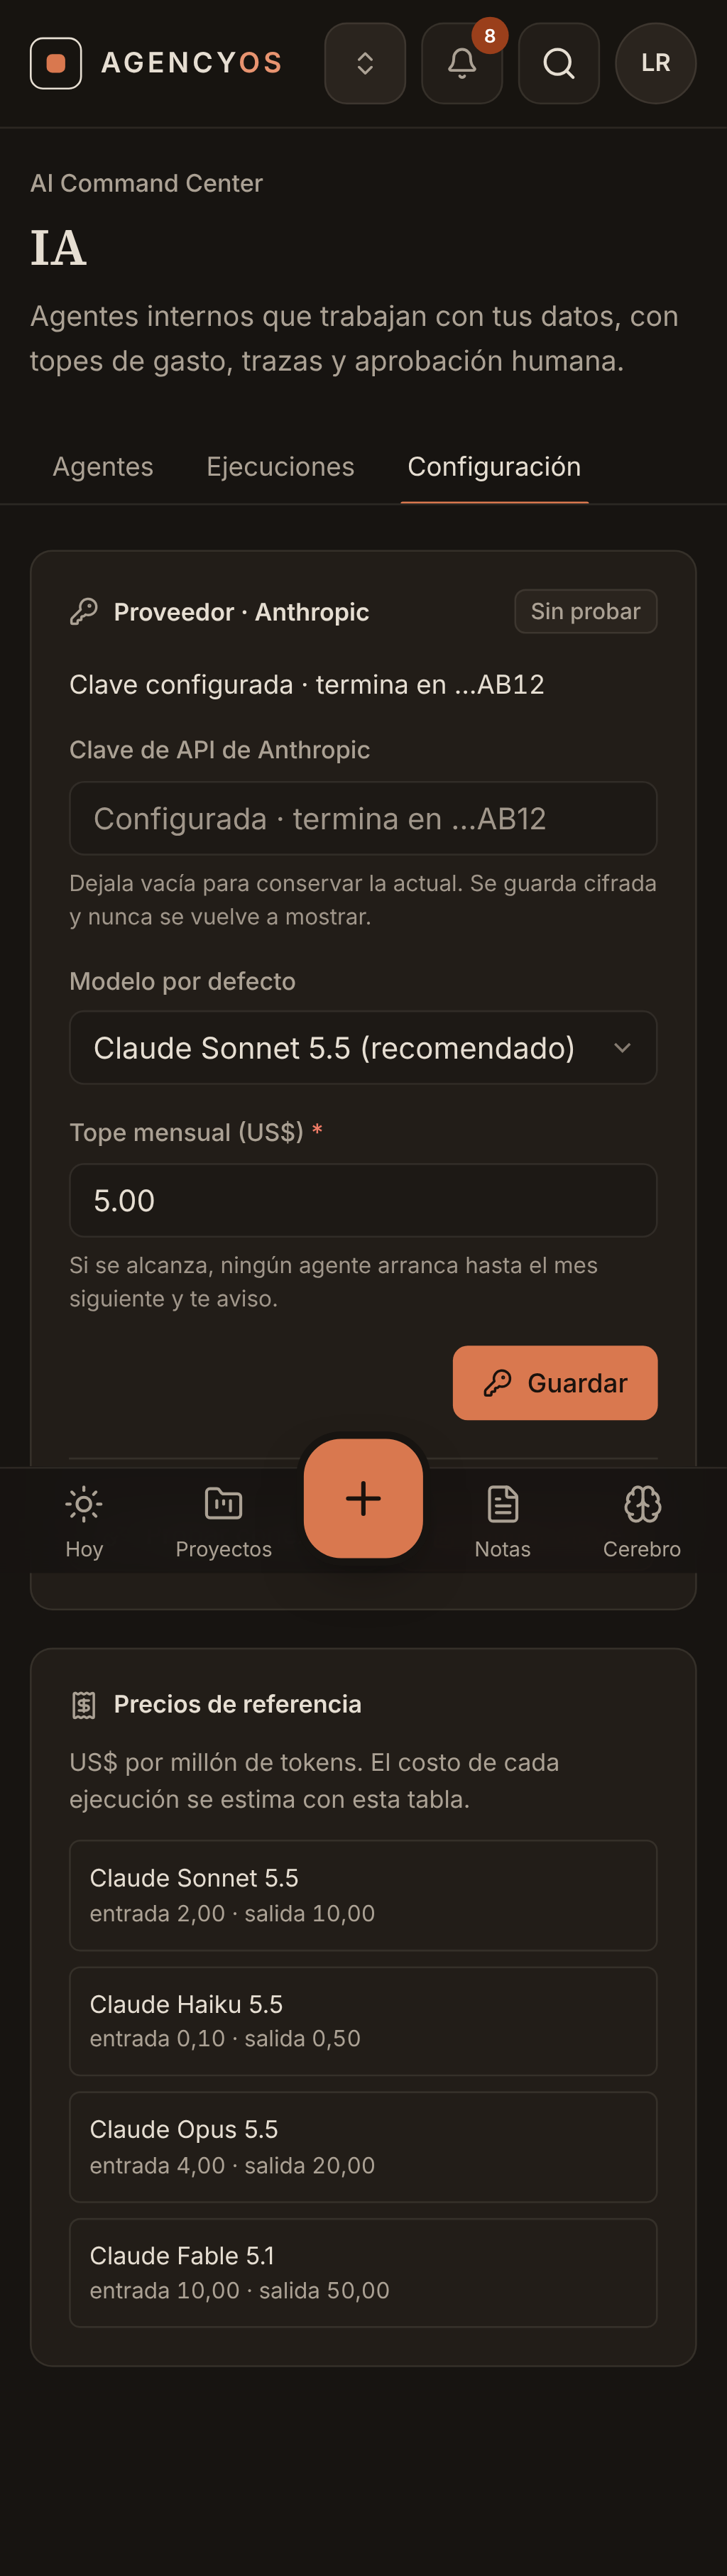 AGENCYOS
8
LR
AI Command Center
IA
Agentes internos que trabajan con tus datos, con
topes de gasto, trazas y aprobación humana.
Agentes
Ejecuciones
Configuración
Proveedor · Anthropic
Sin probar
Clave configurada · termina en …AB12
Clave de API de Anthropic
Configurada · termina en …AB12
Dejala vacía para conservar la actual. Se guarda cifrada
y nunca se vuelve a mostrar.
Modelo por defecto
Claude Sonnet 5.5 (recomendado)
Tope mensual (US$) *
5.00
Si se alcanza, ningún agente arranca hasta el mes
siguiente y te aviso.
Guardar
Hoy
Proyectos
Notas
Cerebro
Precios de referencia
US$ por millón de tokens. El costo de cada
ejecución se estima con esta tabla.
Claude Sonnet 5.5
entrada 2,00 · salida 10,00
Claude Haiku 5.5
entrada 0,10 · salida 0,50
Claude Opus 5.5
entrada 4,00 · salida 20,00
Claude Fable 5.1
entrada 10,00 · salida 50,00